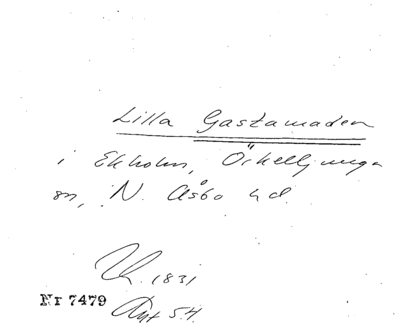 Lilla Gastamaden
i Ekholm, Örkelljunga
sn, N. Åsbo hd.
1831
Nr 7479